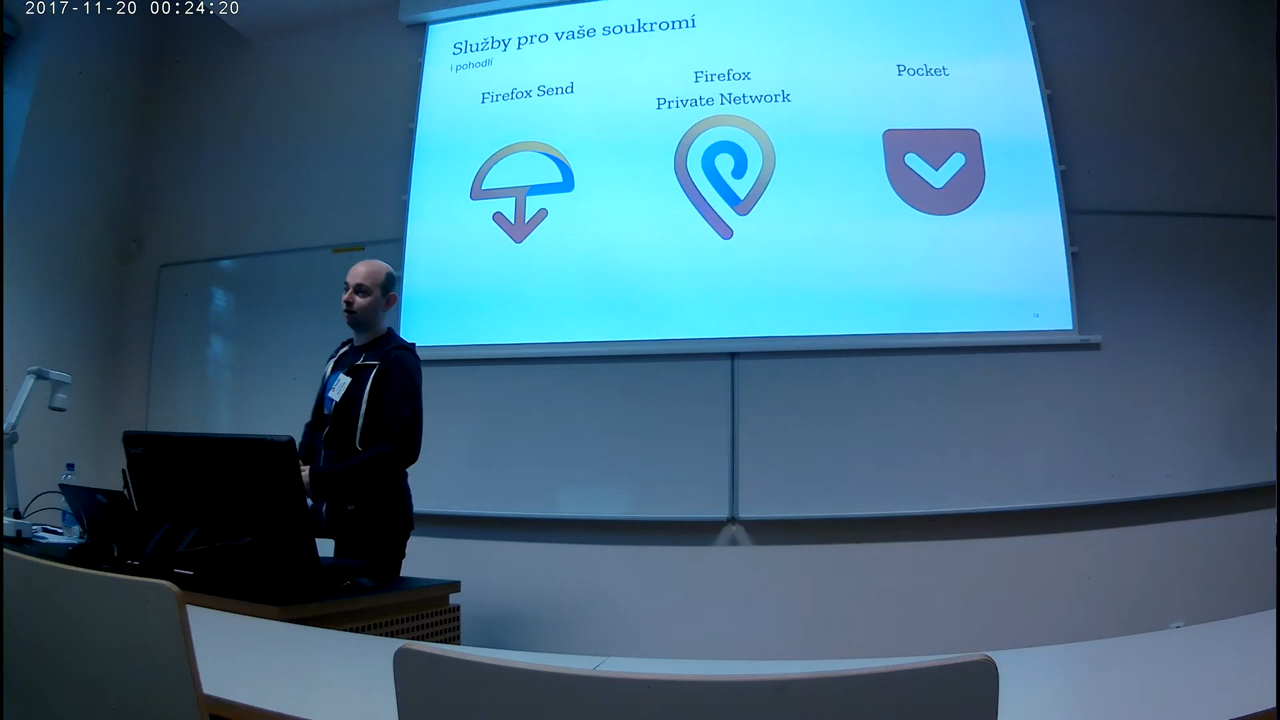 2017-11-20 00:24:20
Služby pro vaše soukromí
i pohodlí
Firefox Send
Firefox
Private Network
Pocket